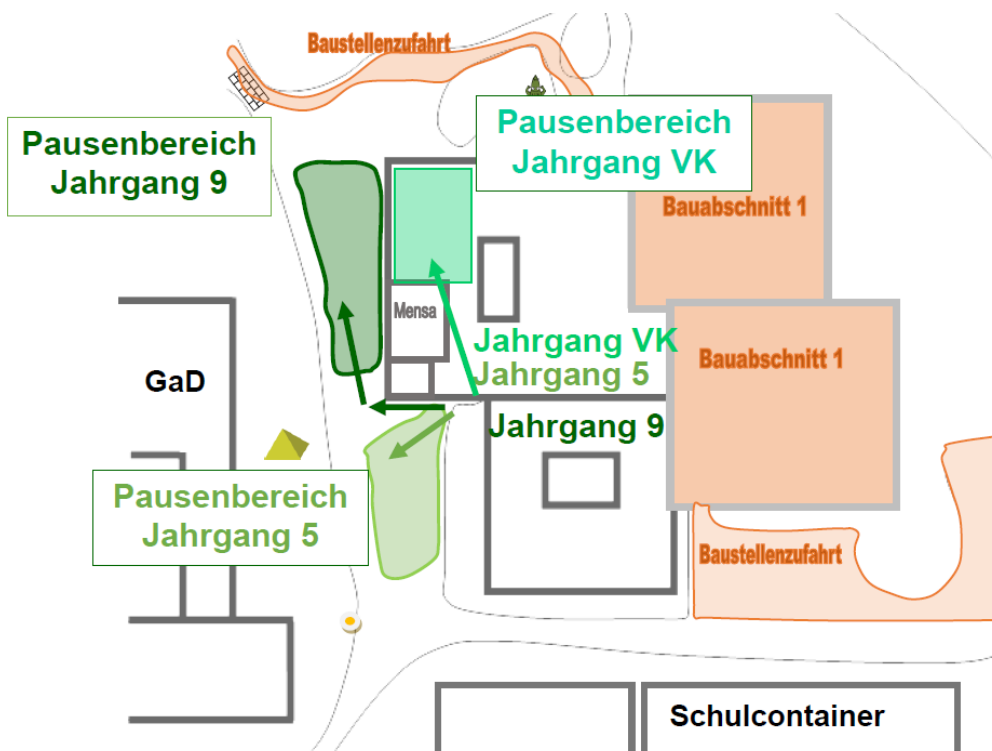 Baustellenzufahrt
Pausenbereich
Jahrgang VK
Pausenbereich
Jahrgang 9
Bauabschnitt 1
Mensa
Jahrgang VK
Jahrgang 5
Bauabschnitt 1
GaD
Jahrgang 9
Pausenbereich
Jahrgang 5
Baustellenzufahrt
Schulcontainer